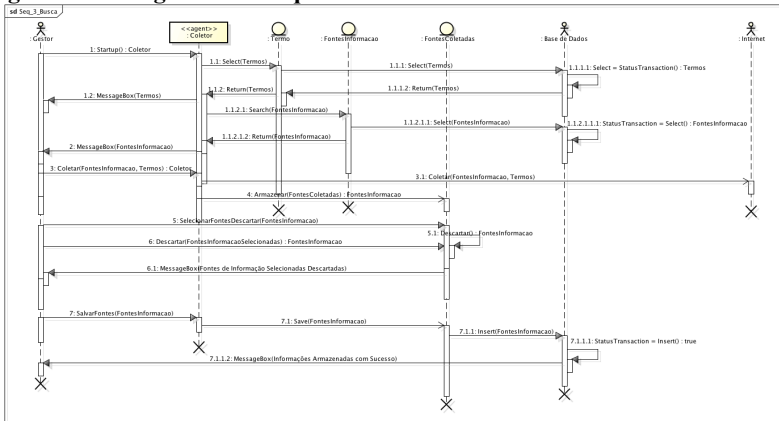 sd Seq_3_Busca
: Gestor
<<agent>>
: Coletor
: Termo
: FontesInformacao
: FontesColetadas
: Base de Dados
: Internet
1: Startup() : Coletor
1.1: Select(Termos)
1.1.1: Select(Termos)
1.1.1.1: Select = StatusTransaction() : Termos
1.1.1.2: Return(Termos)
1.1.2: Return(Termos)
1.2: MessageBox(Termos)
1.1.2.1: Search(FontesInformacao)
1.1.2.1.1: Select(FontesInformacao)
1.1.2.1.1.1: StatusTransaction = Select() : FontesInformacao
1.1.2.1.2: Return(FontesInformacao)
2: MessageBox(FontesInformacao)
3: Coletar(FontesInformacao, Termos) : Coletor
3.1: Coletar(FontesInformacao, Termos)
4: Armazenar(FontesColetadas) : FontesInformacao
5: SelecionarFontesDescartar(FontesInformacao)
5.1: Descartar() : FontesInformacao
6: Descartar(FontesInformacaoSelecionadas) : FontesInformacao
6.1: MessageBox(Fontes de Informação Selecionadas Descartadas)
7: SalvarFontes(FontesInformacao)
7.1: Save(FontesInformacao)
7.1.1: Insert(FontesInformacao)
7.1.1.1: StatusTransaction = Insert() : true
7.1.1.2: MessageBox(Informações Armazenadas com Sucesso)